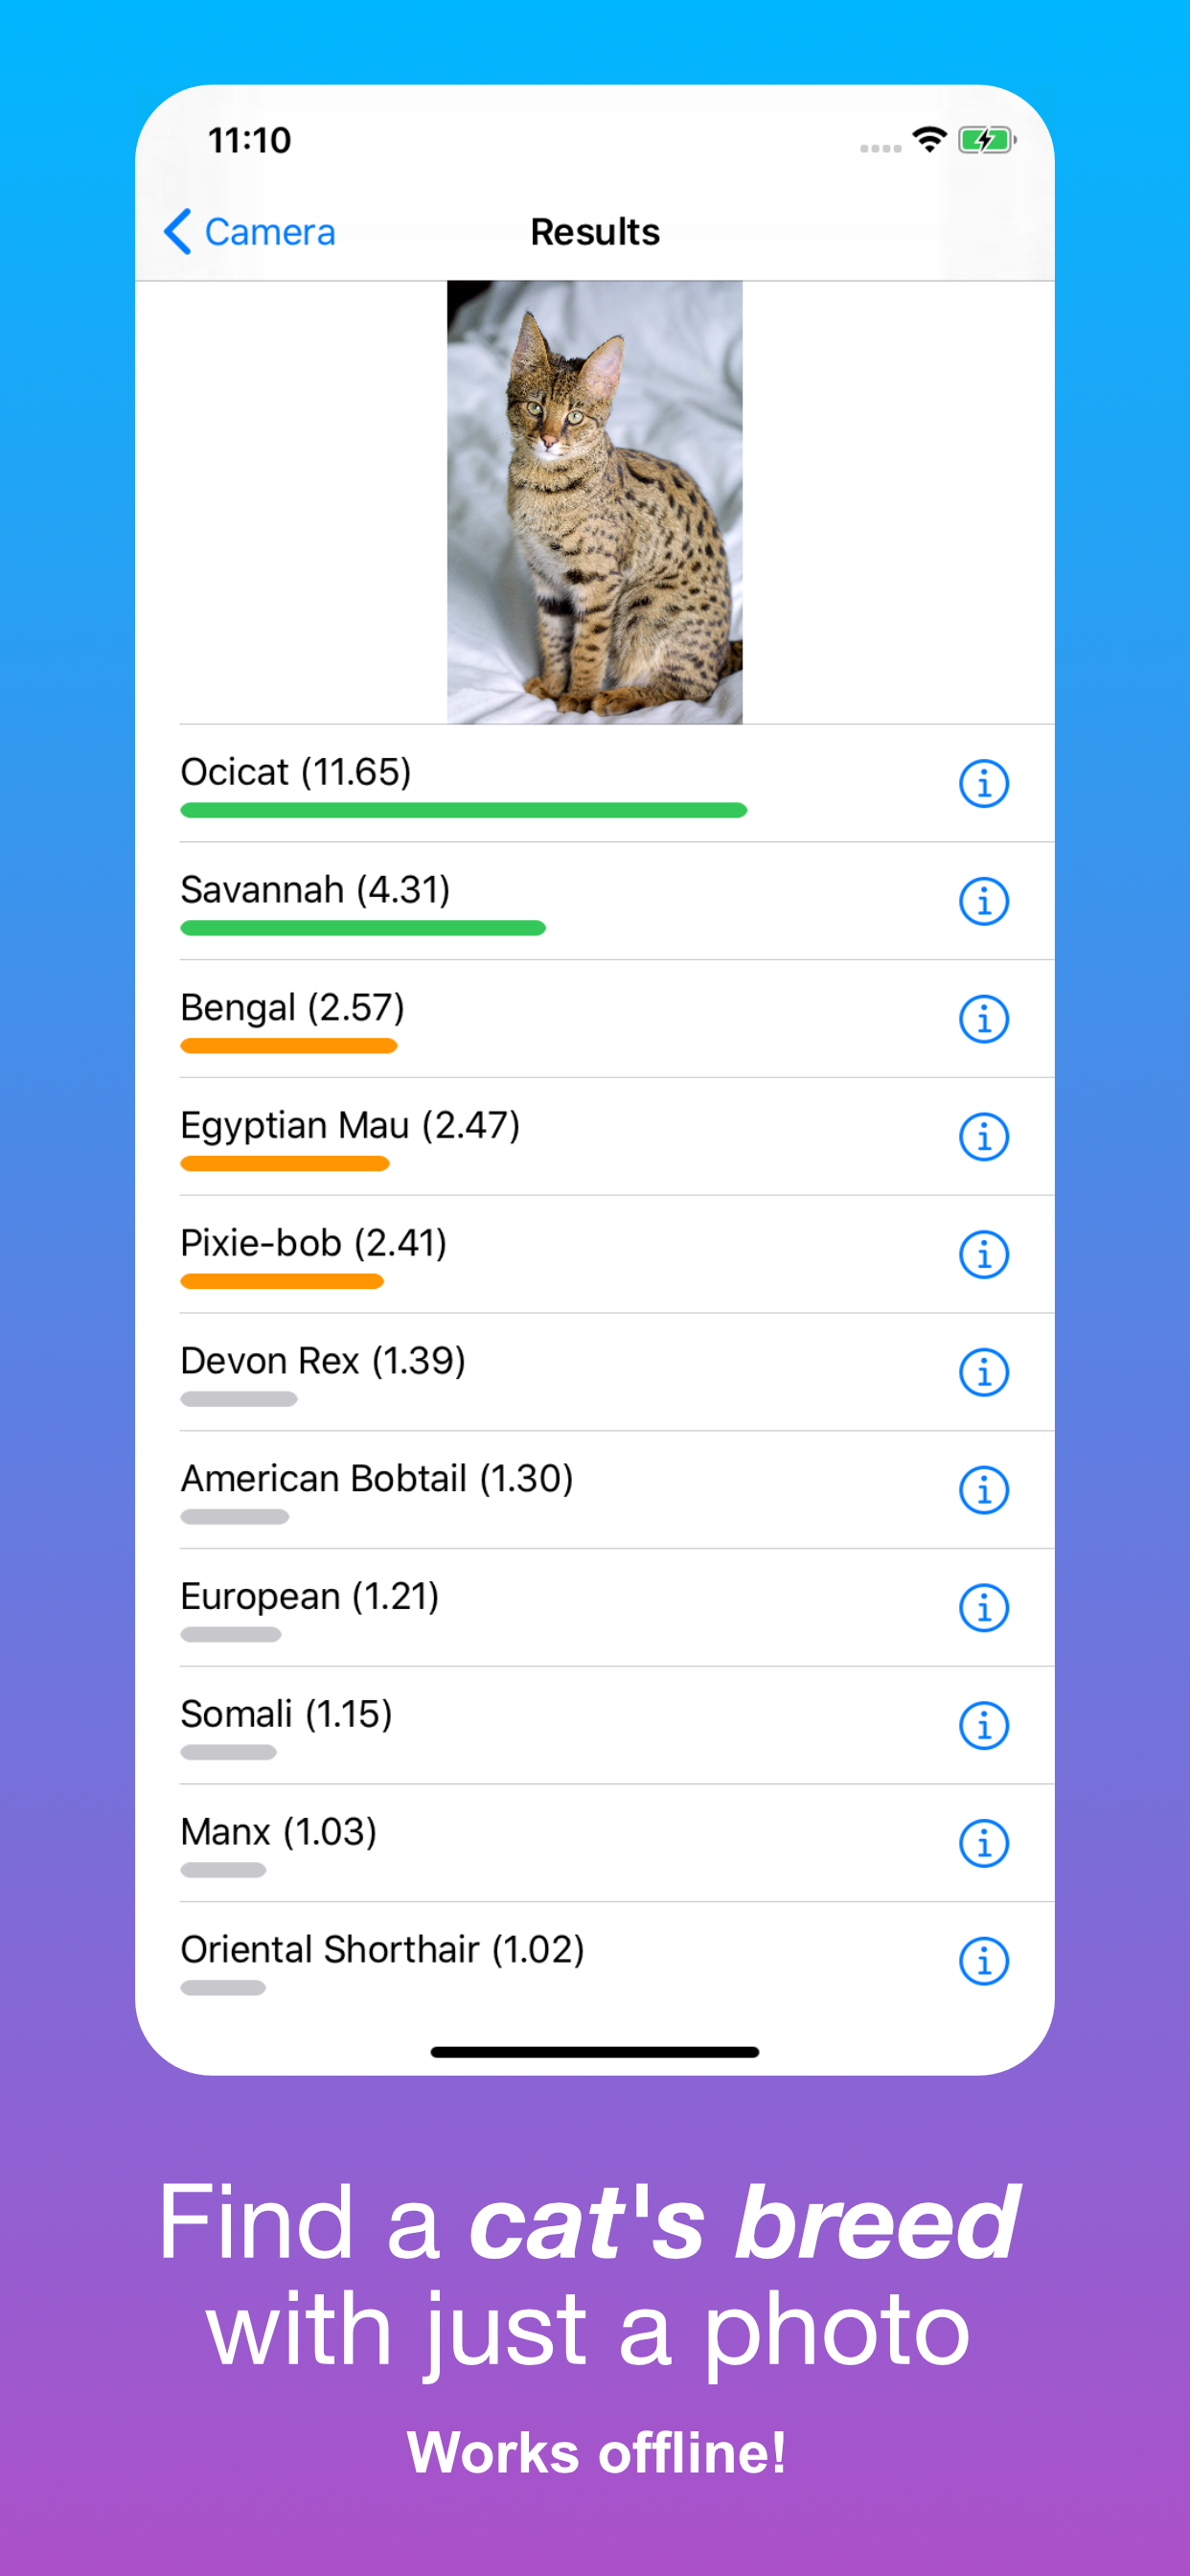 11:10
Camera
Results
Ocicat (11.65)
Savannah (4.31)
Bengal (2.57)
Egyptian Mau (2.47)
Pixie-bob (2.41)
Devon Rex (1.39)
American Bobtail (1.30)
European (1.21)
Somali (1.15)
Manx (1.03)
Oriental Shorthair (1.02)
Find a cat's breed
with just a photo
Works offline!